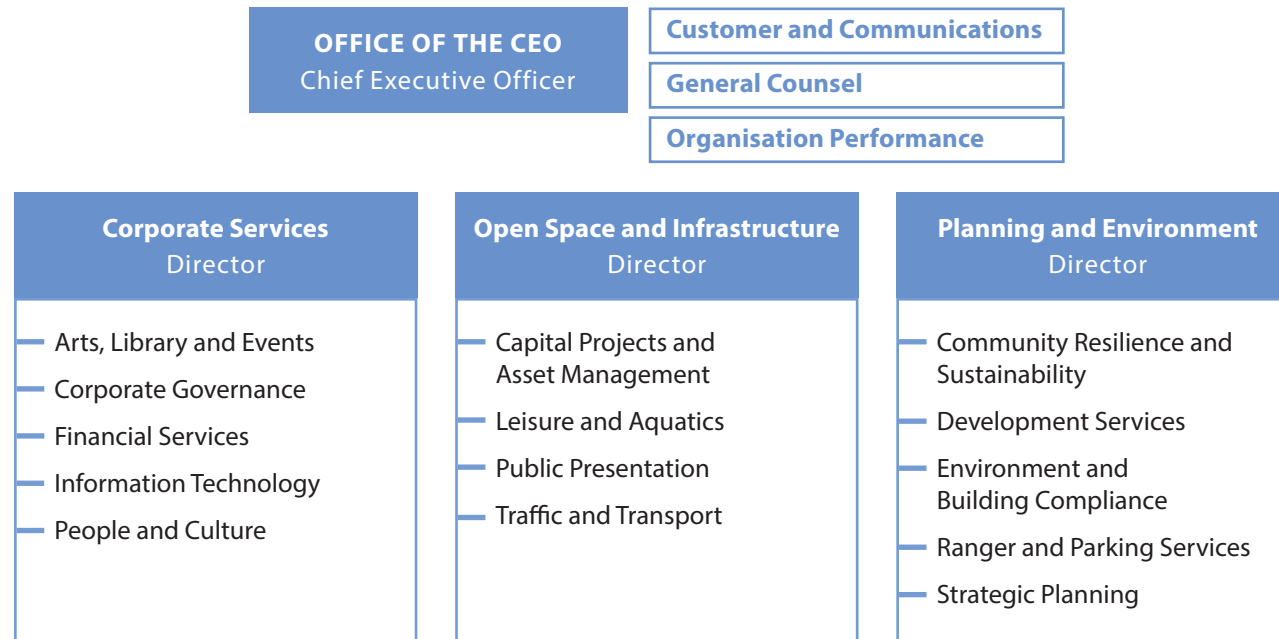 OFFICE OF THE CEO
Chief Executive Officer
Customer and Communications
General Counsel
Organisation Performance
Corporate Services
Director
Arts, Library and Events
Corporate Governance
Financial Services
Information Technology
People and Culture
Open Space and Infrastructure
Director
Capital Projects and
Asset Management
Leisure and Aquatics
Public Presentation
Traffic and Transport
Planning and Environment
Director
Community Resilience and
Sustainability
Development Services
Environment and
Building Compliance
Ranger and Parking Services
Strategic Planning